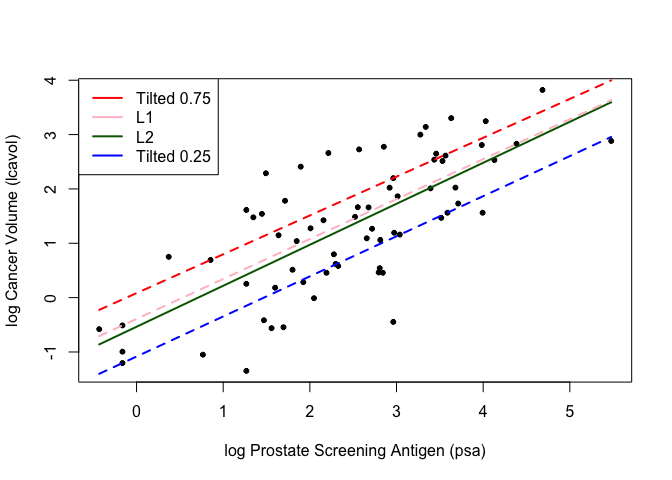 Tilted 0.75
L1
L2
Tilted 0.25
log Cancer Volume (lcavol)
4
3
2
1
0
-1
0 1 2 3 4 5
log Prostate Screening Antigen (psa)